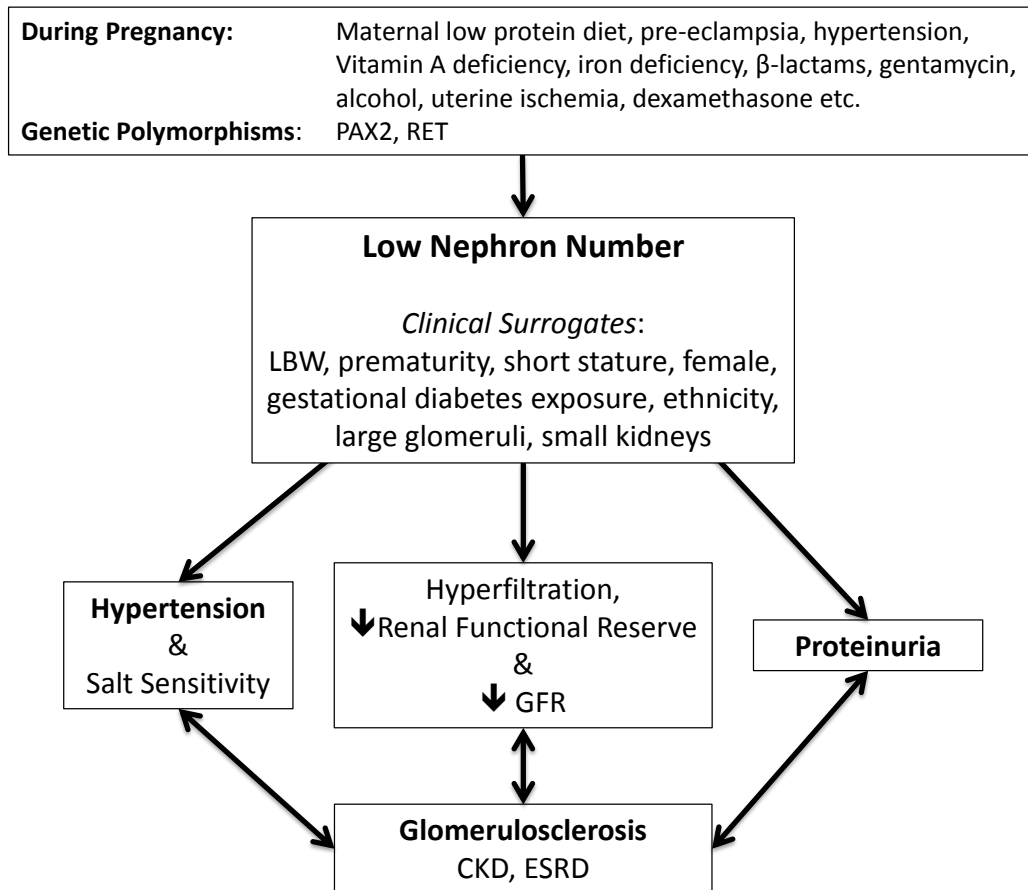 During Pregnancy: Maternal low protein diet, pre-eclampsia, hypertension,
Vitamin A deficiency, iron deficiency, β-lactams, gentamycin,
alcohol, uterine ischemia, dexamethasone etc.
Genetic Polymorphisms: PAX2, RET
Low Nephron Number
Clinical Surrogates:
LBW, prematurity, short stature, female,
gestational diabetes exposure, ethnicity,
large glomeruli, small kidneys
Hypertension
&
Salt Sensitivity
Hyperfiltration,
🡇Renal Functional Reserve
&
🡇 GFR
Proteinuria
Glomerulosclerosis
CKD, ESRD